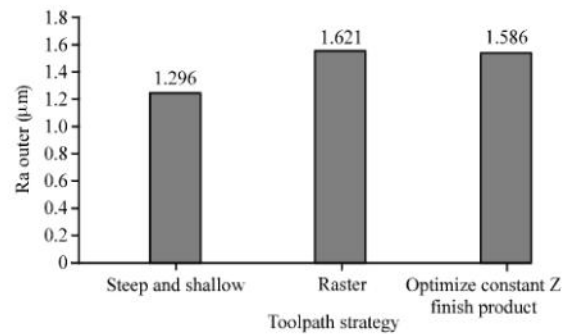 1.8
1.6
1.4
1.2
1.0
0.8
0.6
0.4
0.2
0
Ra outer (μm)
1.296
1.621
1.586
Steep and shallow
Raster
Optimize constant Z
finish product
Toolpath strategy